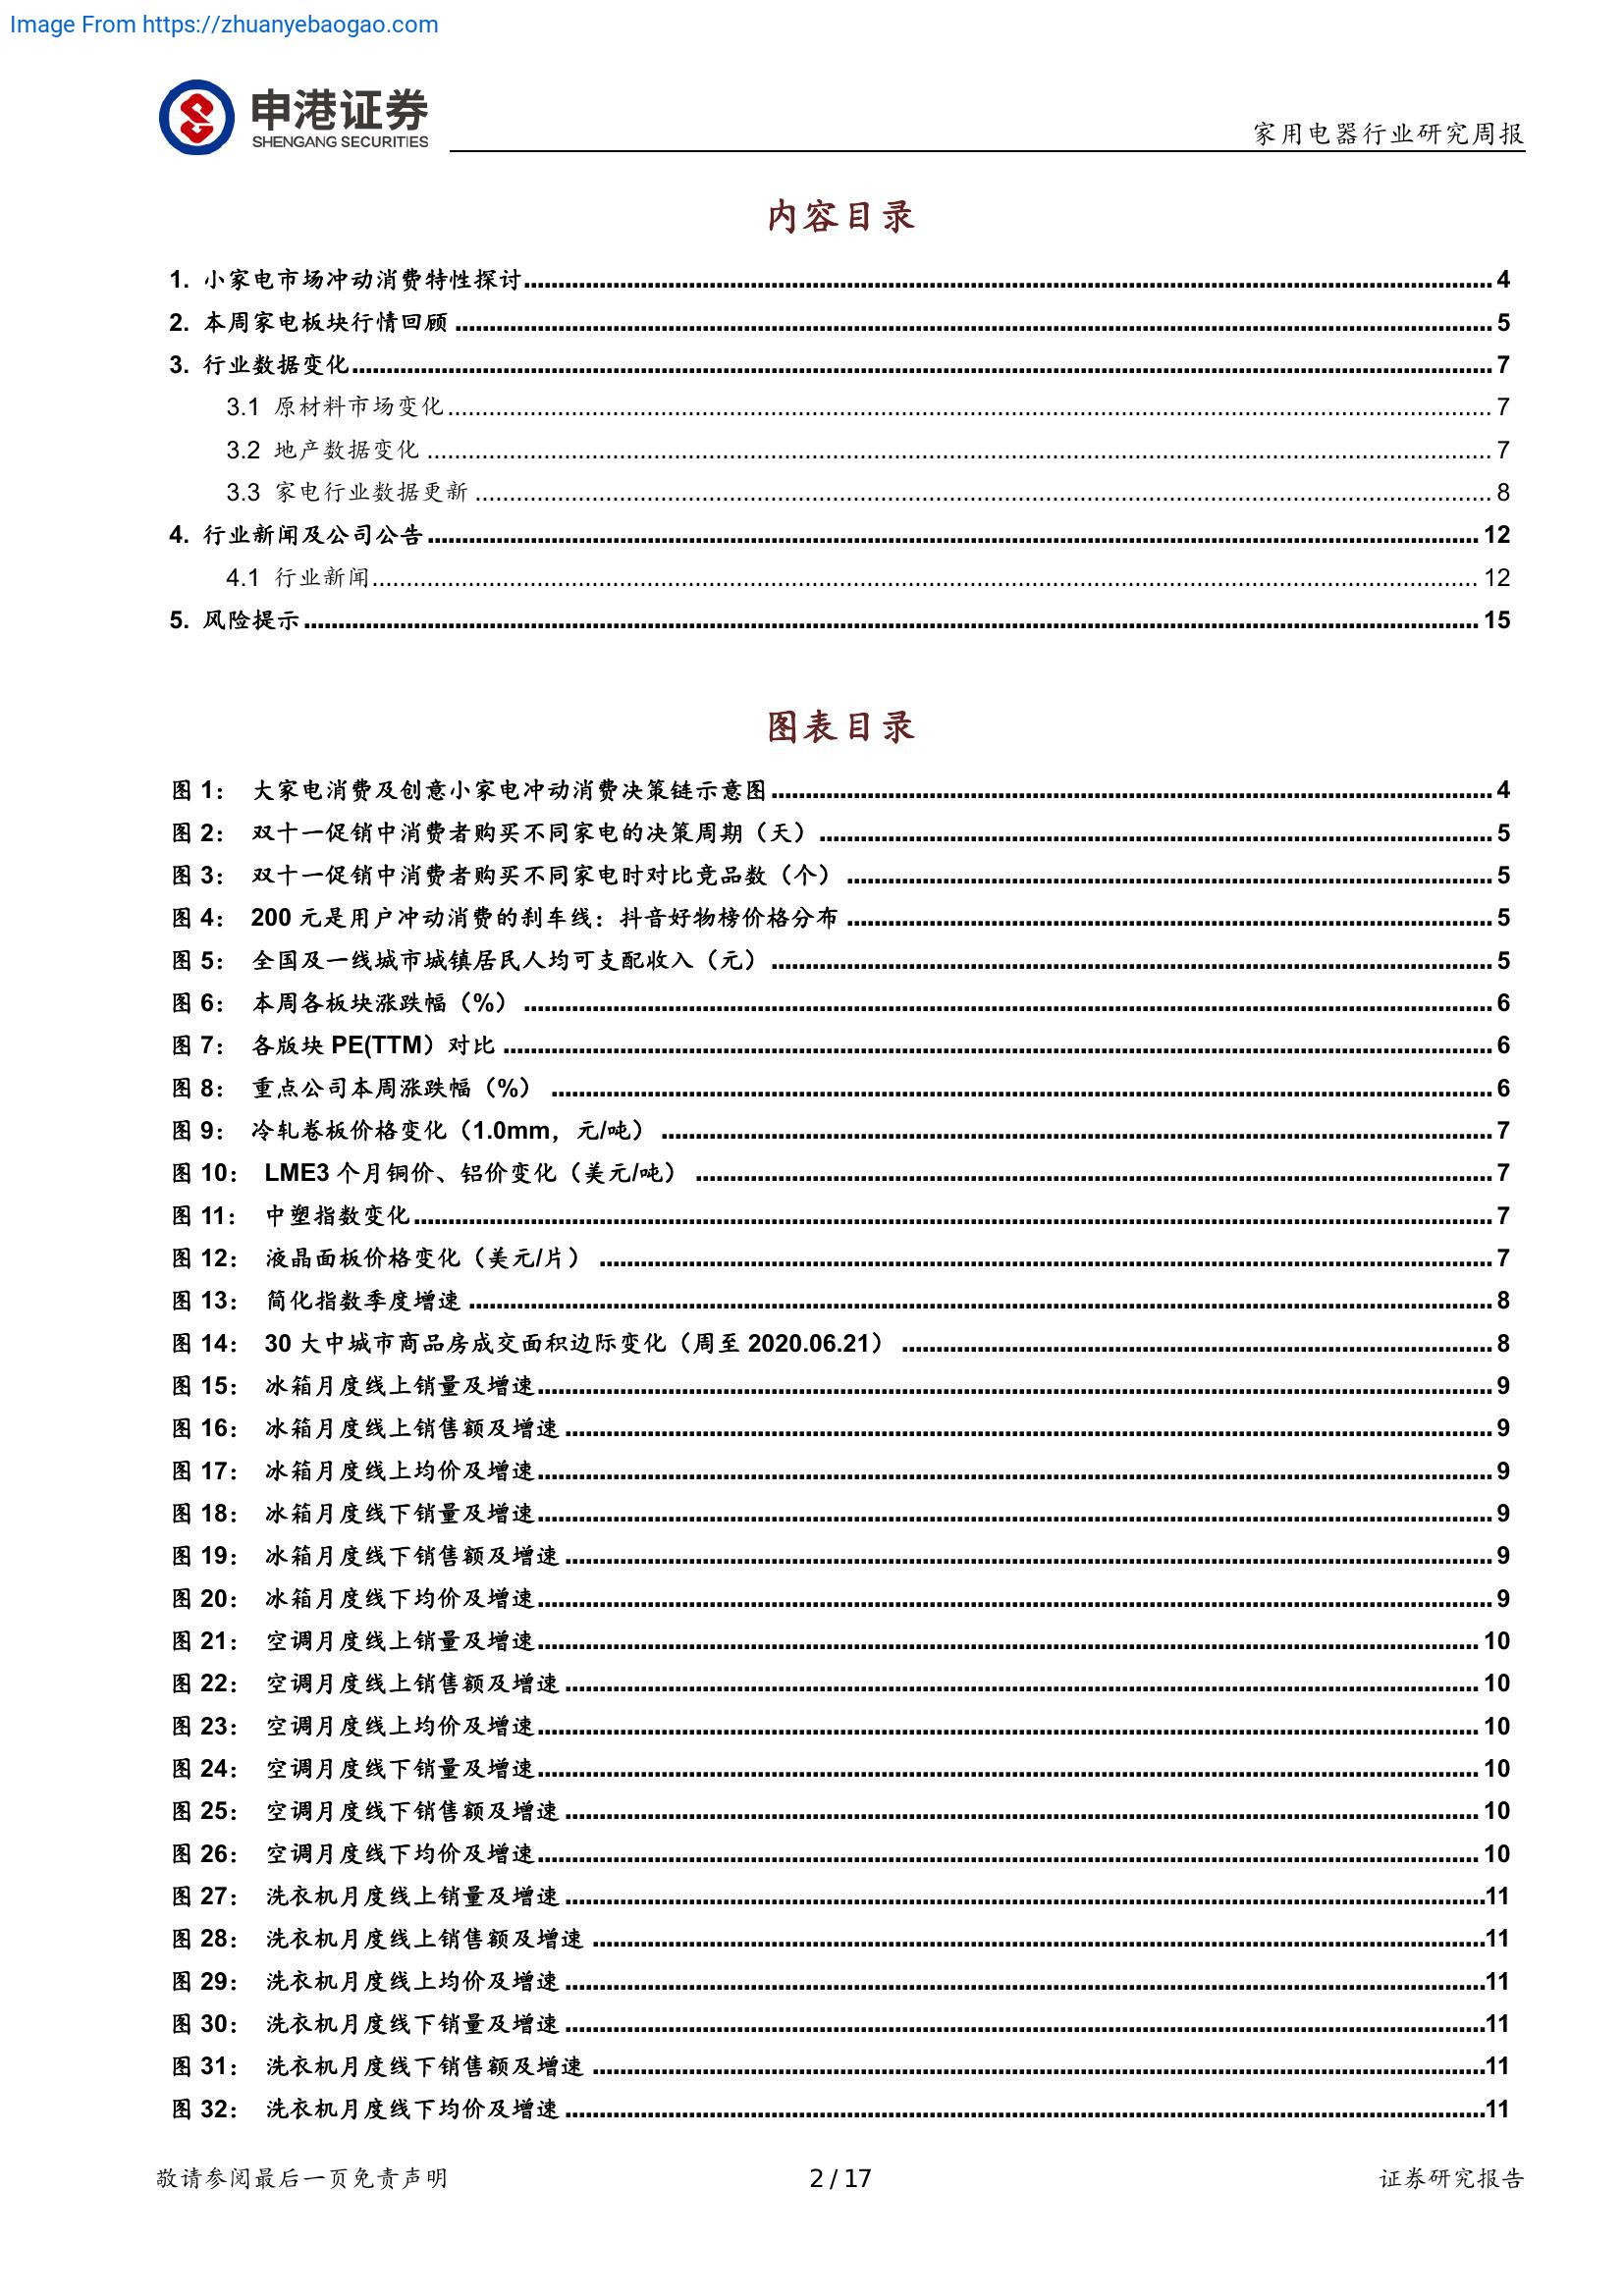 Image From https://zhuanyebaogao.com
申港证券
SHENGANG SECURITIES
家用电器行业研究周报
内容目录
1. 小家电市场冲动消费特性探讨 4
2. 本周家电板块行情回顾 5
3. 行业数据变化 7
3.1 原材料市场变化 7
3.2 地产数据变化 7
3.3 家电行业数据更新 8
4. 行业新闻及公司公告 12
4.1 行业新闻 12
5. 风险提示 15
图表目录
图 1： 大家电消费及创意小家电冲动消费决策链示意图 4
图 2： 双十一促销中消费者购买不同家电的决策周期（天） 5
图 3： 双十一促销中消费者购买不同家电时对比竞品数（个） 5
图 4： 200 元是用户冲动消费的刹车线：抖音好物榜价格分布 5
图 5： 全国及一线城市城镇居民人均可支配收入（元） 5
图 6： 本周各板块涨跌幅（%） 6
图 7： 各版块 PE(TTM）对比 6
图 8： 重点公司本周涨跌幅（%） 6
图 9： 冷轧卷板价格变化（1.0mm，元/吨） 7
图 10： LME3 个月铜价、铝价变化（美元/吨） 7
图 11： 中塑指数变化 7
图 12： 液晶面板价格变化（美元/片） 7
图 13： 简化指数季度增速 8
图 14： 30 大中城市商品房成交面积边际变化（周至 2020.06.21） 8
图 15： 冰箱月度线上销量及增速 9
图 16： 冰箱月度线上销售额及增速 9
图 17： 冰箱月度线上均价及增速 9
图 18： 冰箱月度线下销量及增速 9
图 19： 冰箱月度线下销售额及增速 9
图 20： 冰箱月度线下均价及增速 9
图 21： 空调月度线上销量及增速 10
图 22： 空调月度线上销售额及增速 10
图 23： 空调月度线上均价及增速 10
图 24： 空调月度线下销量及增速 10
图 25： 空调月度线下销售额及增速 10
图 26： 空调月度线下均价及增速 10
图 27： 洗衣机月度线上销量及增速 11
图 28： 洗衣机月度线上销售额及增速 11
图 29： 洗衣机月度线上均价及增速 11
图 30： 洗衣机月度线下销量及增速 11
图 31： 洗衣机月度线下销售额及增速 11
图 32： 洗衣机月度线下均价及增速 11
敬请参阅最后一页免责声明 2 / 17 证券研究报告